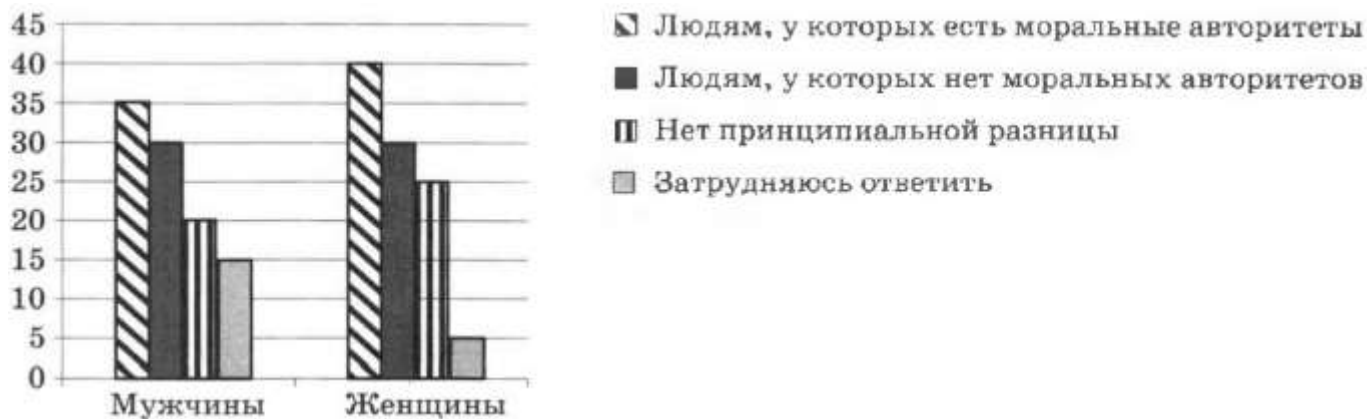 45
40
35
30
25
20
15
10
5
0
Мужчины Женщины
Людям, у которых есть моральные авторитеты
Людям, у которых нет моральных авторитетов
Нет принципиальной разницы
Затрудняюсь ответить